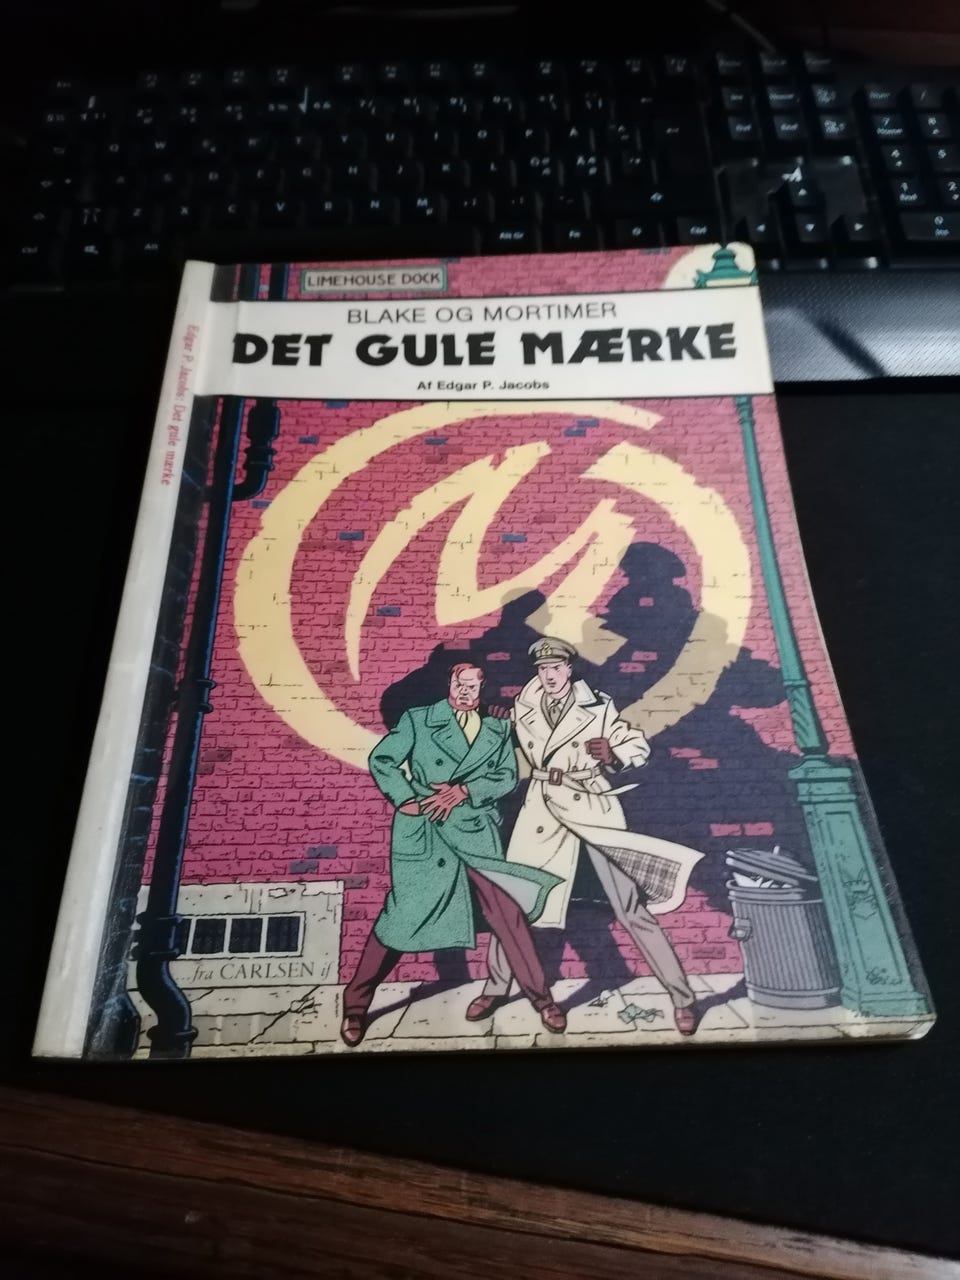 LIMEHOUSE DOCK
BLAKE OG MORTIMER
DET GULE MÆRKE
Af Edgar P. Jacobs
Edgar P. Jacobs: Det gule mærke
...fra CARLSEN if